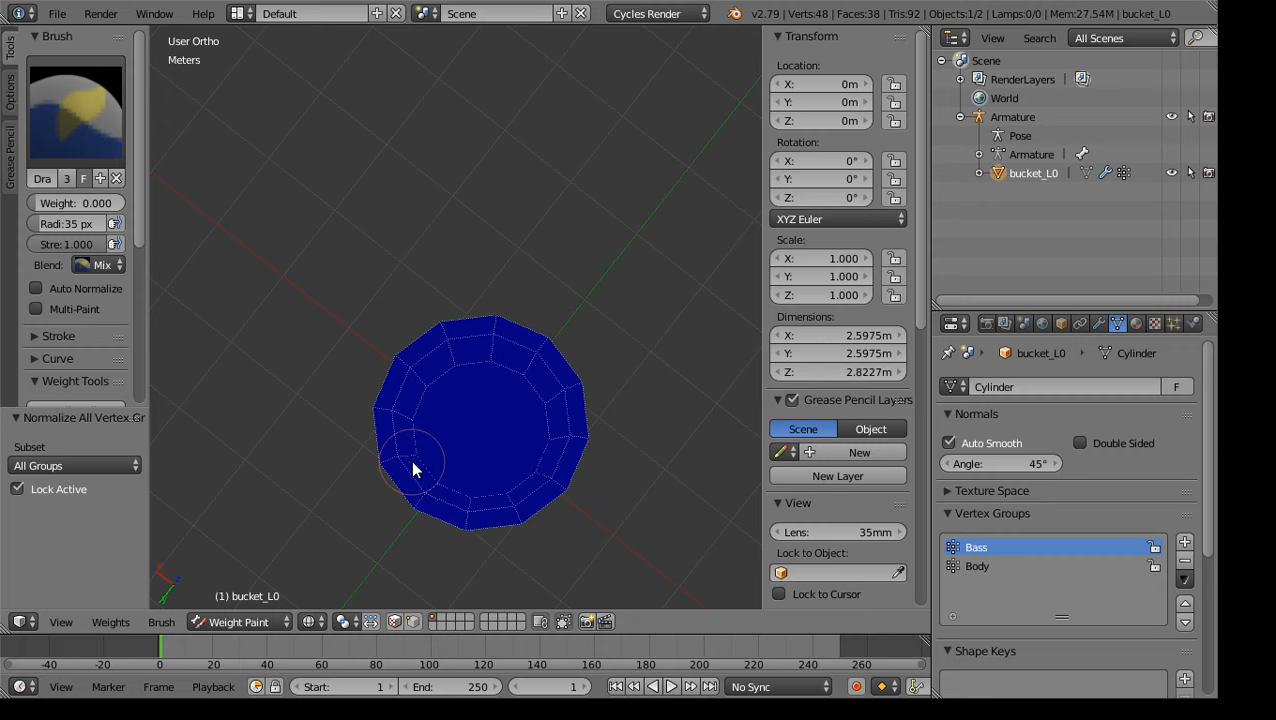 File Render Window Help Default Scene Cycles Render v2.79 | Verts:48 | Faces:38 | Tris:92 | Objects:1/2 | Lamps:0/0 | Mem:27.54M | bucket_L0
Tools
Options
Grease Pencil
Brush
Dra 3 F
Weight: 0.000
Radi:35 px
Stre:1.000
Blend: Mix
Auto Normalize
Multi-Paint
Stroke
Curve
Weight Tools
Normalize All Vertex Gr
Subset
All Groups
Lock Active
User Ortho
Meters
(1) bucket_L0
Transform
Location:
X: 0m
Y: 0m
Z: 0m
Rotation:
X: 0°
Y: 0°
Z: 0°
XYZ Euler
Scale:
X: 1.000
Y: 1.000
Z: 1.000
Dimensions:
X: 2.5975m
Y: 2.5975m
Z: 2.8227m
Grease Pencil Layers
Scene Object
New
New Layer
View
Lens: 35mm
Lock to Object:
Lock to Cursor
View Search All Scenes
Scene
RenderLayers
World
Armature
Pose
Armature
bucket_L0
bucket_L0 Cylinder
Cylinder F
Normals
Auto Smooth Double Sided
Angle: 45°
Texture Space
Vertex Groups
Bass
Body
Shape Keys
View Weights Brush Weight Paint
-40 -20 0 20 40 60 80 100 120 140 160 180 200 220 240 260
View Marker Frame Playback Start: 1 End: 250 1 No Sync